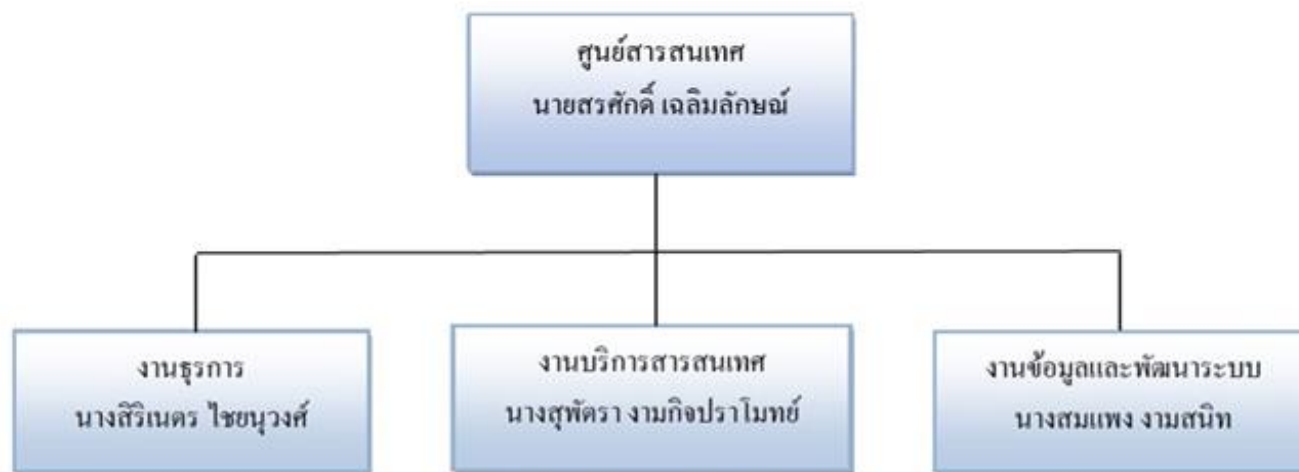 ศูนย์สารสนเทศ
นายสรศักดิ์ เฉลิมลักษณ์
งานธุรการ
นางสิริเนตร ไชยนุวงศ์
งานบริการสารสนเทศ
นางสุพัตรา งามกิจปราโมทย์
งานข้อมูลและพัฒนาระบบ
นางสมแพง งามสนิท